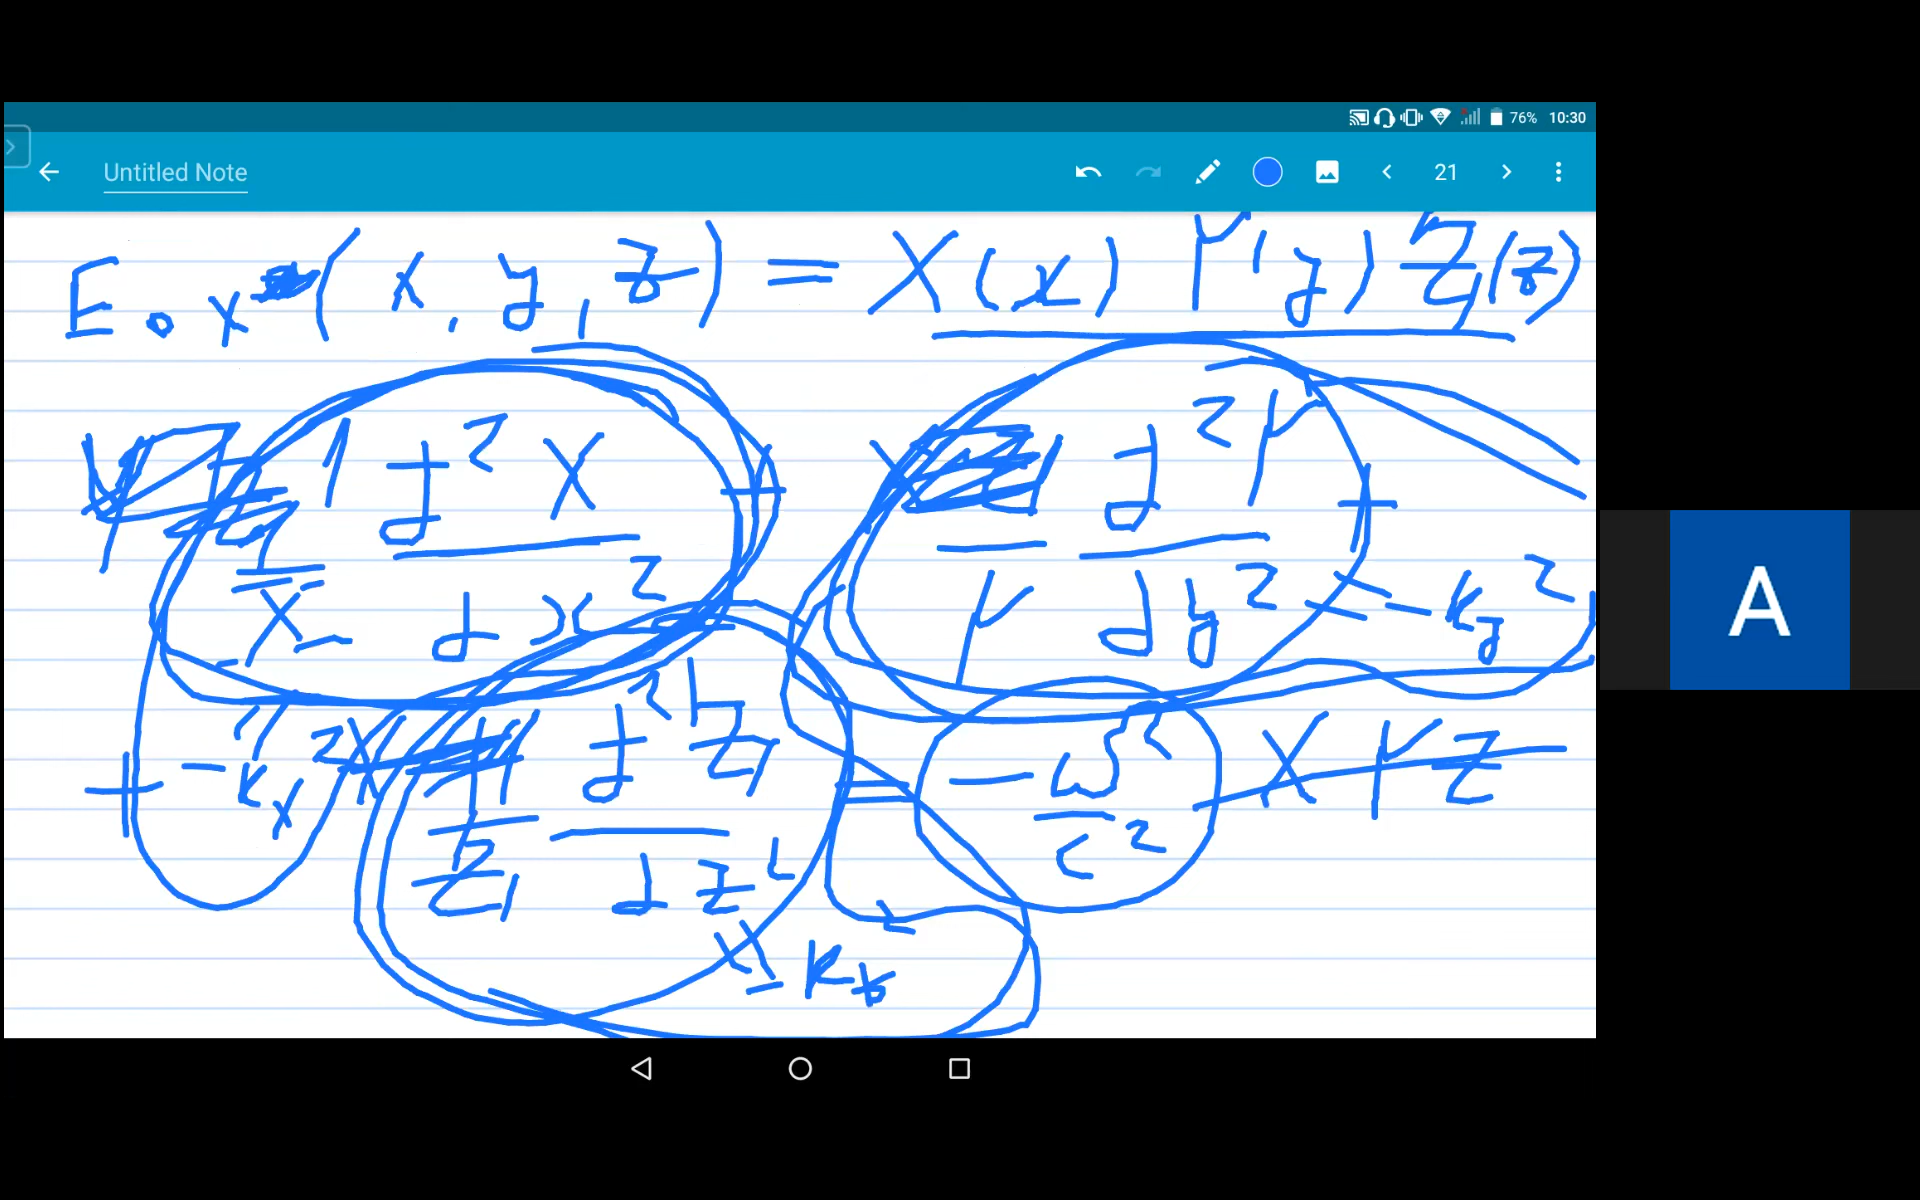 76% 10:30
Untitled Note 21
E₀ₓ(x, y, z) = X(x) Y(y) Z(z)
1/X d²X/dx² + 1/Y d²Y/dy² + = -k_y²
-kₓ²
+ 1/Z d²Z/dz² = -ω²/c² XYZ
k_z²
A